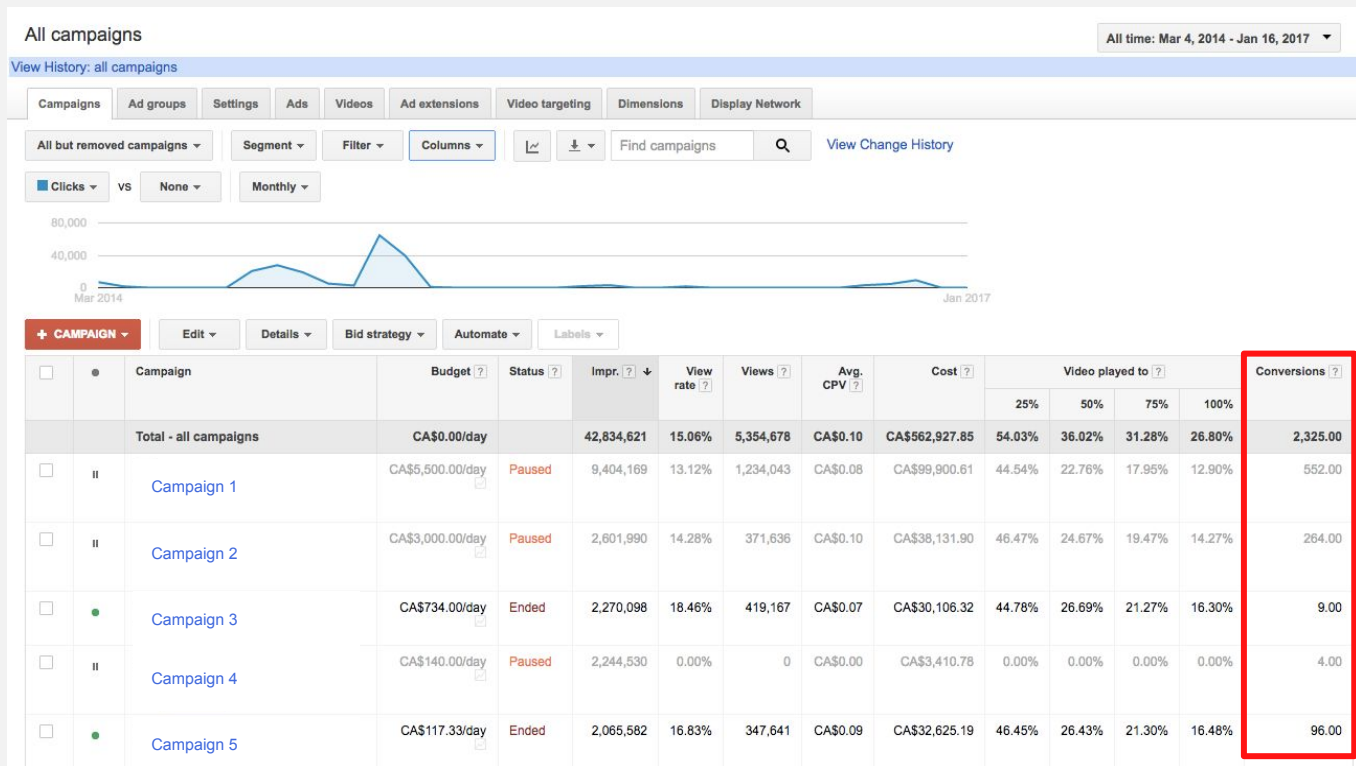 All campaigns
All time: Mar 4, 2014 - Jan 16, 2017
View History: all campaigns
Campaigns Ad groups Settings Ads Videos Ad extensions Video targeting Dimensions Display Network
All but removed campaigns Segment Filter Columns Find campaigns View Change History
Clicks VS None Monthly
80,000
40,000
0
Mar 2014 Jan 2017
+ CAMPAIGN Edit Details Bid strategy Automate Labels
Campaign Budget ? Status ? Impr. ? View rate ? Views ? Avg. CPV ? Cost ? Video played to ? Conversions ?
25% 50% 75% 100%
Total - all campaigns CA$0.00/day 42,834,621 15.06% 5,354,678 CA$0.10 CA$562,927.85 54.03% 36.02% 31.28% 26.80% 2,325.00
Campaign 1 CA$5,500.00/day Paused 9,404,169 13.12% 1,234,043 CA$0.08 CA$99,900.61 44.54% 22.76% 17.95% 12.90% 552.00
Campaign 2 CA$3,000.00/day Paused 2,601,990 14.28% 371,636 CA$0.10 CA$38,131.90 46.47% 24.67% 19.47% 14.27% 264.00
Campaign 3 CA$734.00/day Ended 2,270,098 18.46% 419,167 CA$0.07 CA$30,106.32 44.78% 26.69% 21.27% 16.30% 9.00
Campaign 4 CA$140.00/day Paused 2,244,530 0.00% 0 CA$0.00 CA$3,410.78 0.00% 0.00% 0.00% 0.00% 4.00
Campaign 5 CA$117.33/day Ended 2,065,582 16.83% 347,641 CA$0.09 CA$32,625.19 46.45% 26.43% 21.30% 16.48% 96.00